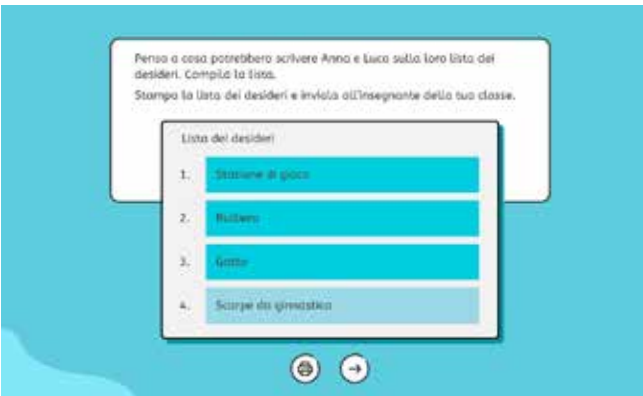 Pensa a cosa potrebbero scrivere Anna e Luca sulla loro lista dei
desideri. Compila la lista.
Stampa la lista dei desideri e inviala all'insegnante della tua classe.
Lista dei desideri
1. Stazione di gioco
2.
3. Gatto
4. Scarpe da ginnastica